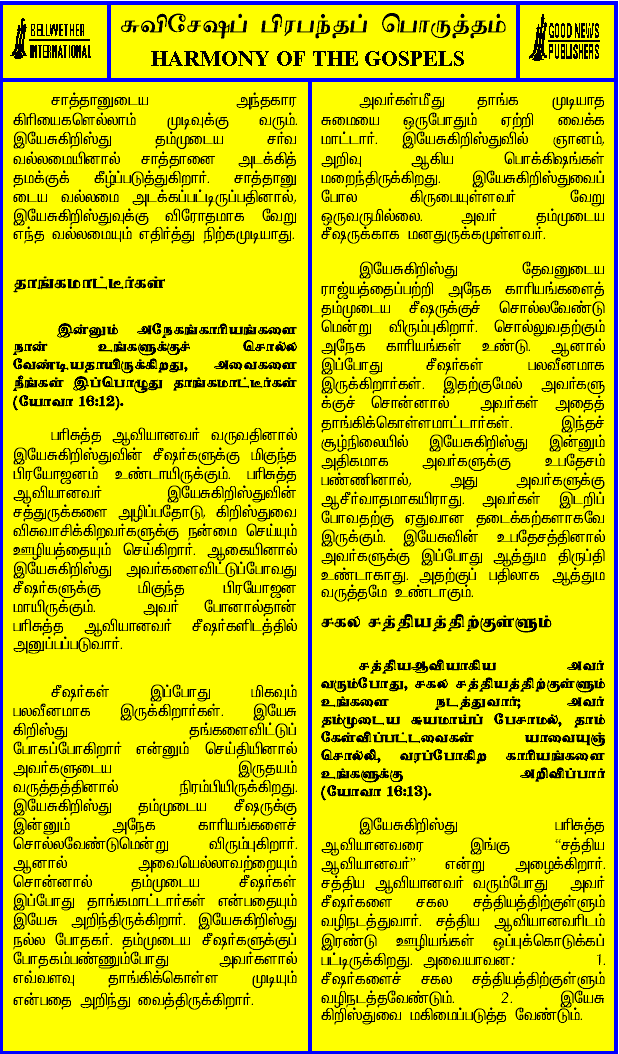 BELLWETHER
INTERNATIONAL
சுவிசேஷப் பிரபந்தப் பொருத்தம்
HARMONY OF THE GOSPELS
GOOD NEWS
PUBLISHERS
சாத்தானுடைய அந்தகார
கிரியைகளெல்லாம் முடிவுக்கு வரும்.
இயேசுகிறிஸ்து தம்முடைய சர்வ
வல்லமையினால் சாத்தானை அடக்கித்
தமக்குக் கீழ்ப்படுத்துகிறார். சாத்தானு
டைய வல்லமை அடக்கப்பட்டிருப்பதினால்,
இயேசுகிறிஸ்துவுக்கு விரோதமாக வேறு
எந்த வல்லமையும் எதிர்த்து நிற்கமுடியாது.
தாங்கமாட்டீர்கள்
இன்னும் அநேகங்காரியங்களை
நான் உங்களுக்குச் சொல்ல
வேண்டியதாயிருக்கிறது, அவைகளை
நீங்கள் இப்பொழுது தாங்கமாட்டீர்கள்
(யோவா 16:12).
பரிசுத்த ஆவியானவர் வருவதினால்
இயேசுகிறிஸ்துவின் சீஷர்களுக்கு மிகுந்த
பிரயோஜனம் உண்டாயிருக்கும். பரிசுத்த
ஆவியானவர் இயேசுகிறிஸ்துவின்
சத்துருக்களை அழிப்பதோடு, கிறிஸ்துவை
விசுவாசிக்கிறவர்களுக்கு நன்மை செய்யும்
ஊழியத்தையும் செய்கிறார். ஆகையினால்
இயேசுகிறிஸ்து அவர்களைவிட்டுப்போவது
சீஷர்களுக்கு மிகுந்த பிரயோஜன
மாயிருக்கும். அவர் போனால்தான்
பரிசுத்த ஆவியானவர் சீஷர்களிடத்தில்
அனுப்பப்படுவார்.
சீஷர்கள் இப்போது மிகவும்
பலவீனமாக இருக்கிறார்கள். இயேசு
கிறிஸ்து தங்களைவிட்டுப்
போகப்போகிறார் என்னும் செய்தியினால்
அவர்களுடைய இருதயம்
வருத்தத்தினால் நிரம்பியிருக்கிறது.
இயேசுகிறிஸ்து தம்முடைய சீஷருக்கு
இன்னும் அநேக காரியங்களைச்
சொல்லவேண்டுமென்று விரும்புகிறார்.
ஆனால் அவையெல்லாவற்றையும்
சொன்னால் தம்முடைய சீஷர்கள்
இப்போது தாங்கமாட்டார்கள் என்பதையும்
இயேசு அறிந்திருக்கிறார். இயேசுகிறிஸ்து
நல்ல போதகர். தம்முடைய சீஷர்களுக்குப்
போதகம்பண்ணும்போது அவர்களால்
எவ்வளவு தாங்கிக்கொள்ள முடியும்
என்பதை அறிந்து வைத்திருக்கிறார்.
அவர்கள்மீது தாங்க முடியாத
சுமையை ஒருபோதும் ஏற்றி வைக்க
மாட்டார். இயேசுகிறிஸ்துவில் ஞானம்,
அறிவு ஆகிய பொக்கிஷங்கள்
மறைந்திருக்கிறது. இயேசுகிறிஸ்துவைப்
போல கிருபையுள்ளவர் வேறு
ஒருவருமில்லை. அவர் தம்முடைய
சீஷருக்காக மனதுருக்கமுள்ளவர்.
இயேசுகிறிஸ்து தேவனுடைய
ராஜ்யத்தைப்பற்றி அநேக காரியங்களைத்
தம்முடைய சீஷருக்குச் சொல்லவேண்டு
மென்று விரும்புகிறார். சொல்லுவதற்கும்
அநேக காரியங்கள் உண்டு. ஆனால்
இப்போது சீஷர்கள் பலவீனமாக
இருக்கிறார்கள். இதற்குமேல் அவர்களு
க்குச் சொன்னால் அவர்கள் அதைத்
தாங்கிக்கொள்ளமாட்டார்கள். இந்தச்
சூழ்நிலையில் இயேசுகிறிஸ்து இன்னும்
அதிகமாக அவர்களுக்கு உபதேசம்
பண்ணினால், அது அவர்களுக்கு
ஆசீர்வாதமாகயிராது. அவர்கள் இடறிப்
போவதற்கு ஏதுவான தடைக்கற்களாகவே
இருக்கும். இயேசுவின் உபதேசத்தினால்
அவர்களுக்கு இப்போது ஆத்தும திருப்தி
உண்டாகாது. அதற்குப் பதிலாக ஆத்தும
வருத்தமே உண்டாகும்.
சகல சத்தியத்திற்குள்ளும்
சத்தியஆவியாகிய அவர்
வரும்போது, சகல சத்தியத்திற்குள்ளும்
உங்களை நடத்துவார்; அவர்
தம்முடைய சுயமாய்ப் பேசாமல், தாம்
கேள்விப்பட்டவைகள் யாவையுஞ்
சொல்லி, வரப்போகிற காரியங்களை
உங்களுக்கு அறிவிப்பார்
(யோவா 16:13).
இயேசுகிறிஸ்து பரிசுத்த
ஆவியானவரை இங்கு “சத்திய
ஆவியானவர்” என்று அழைக்கிறார்.
சத்திய ஆவியானவர் வரும்போது அவர்
சீஷர்களை சகல சத்தியத்திற்குள்ளும்
வழிநடத்துவார். சத்திய ஆவியானவரிடம்
இரண்டு ஊழியங்கள் ஒப்புக்கொடுக்கப்
பட்டிருக்கிறது. அவையாவன: 1.
சீஷர்களைச் சகல சத்தியத்திற்குள்ளும்
வழிநடத்தவேண்டும். 2. இயேசு
கிறிஸ்துவை மகிமைப்படுத்த வேண்டும்.